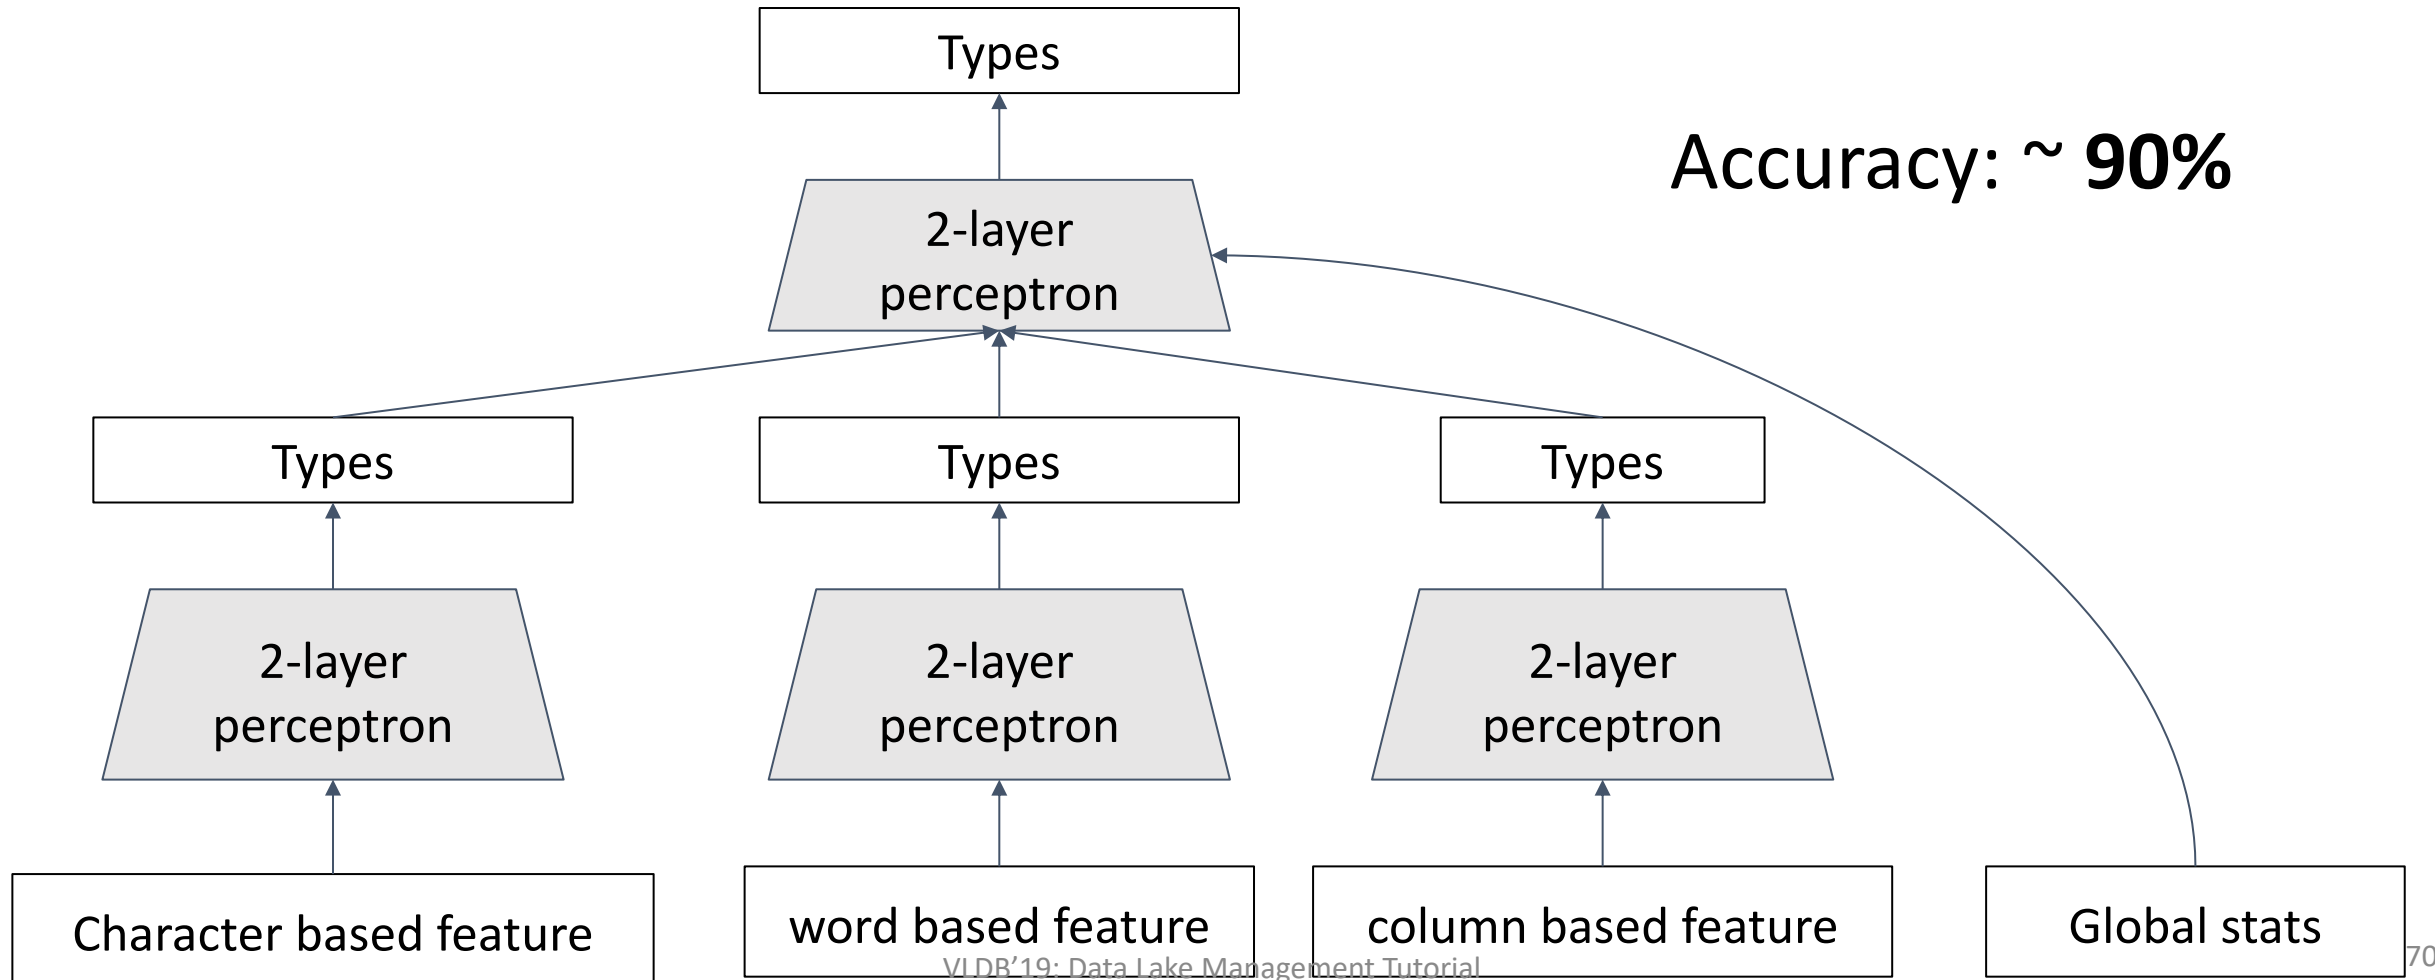 Types
Accuracy: ~ 90%
2-layer
perceptron
Types
Types
Types
2-layer
perceptron
2-layer
perceptron
2-layer
perceptron
Character based feature
word based feature
column based feature
Global stats
VLDB'19: Data Lake Management Tutorial
70